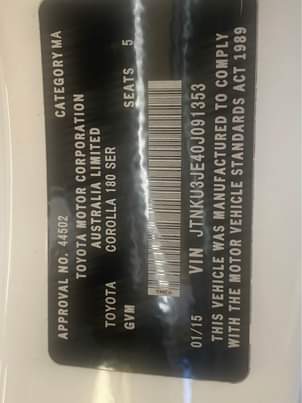 APPROVAL NO. 44502 CATEGORY MA
TOYOTA MOTOR CORPORATION
AUSTRALIA LIMITED
TOYOTA COROLLA 180 SER
GVM SEATS 5
01/15 VIN JTNKU3JE40J091353
THIS VEHICLE WAS MANUFACTURED TO COMPLY
WITH THE MOTOR VEHICLE STANDARDS ACT 1989